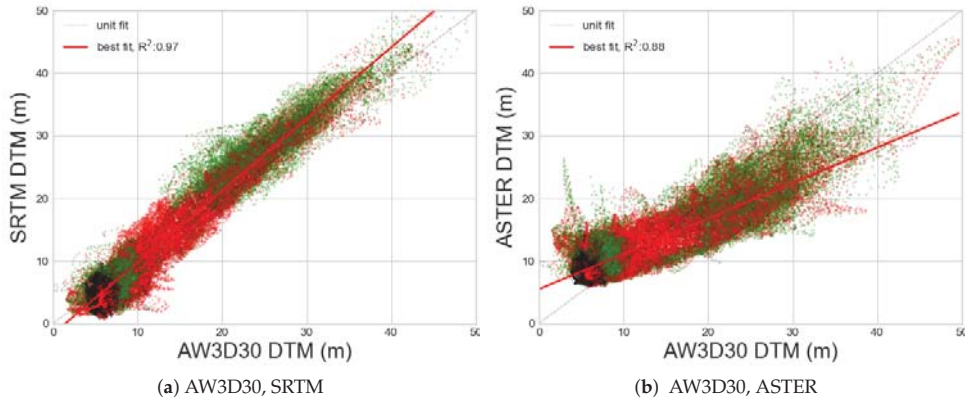 50
40
30
20
10
0
SRTM DTM (m)
unit fit
best fit, R²:0.97
0 10 20 30 40 50
AW3D30 DTM (m)
(a) AW3D30, SRTM
50
40
30
20
10
0
ASTER DTM (m)
unit fit
best fit, R²:0.88
0 10 20 30 40 50
AW3D30 DTM (m)
(b) AW3D30, ASTER